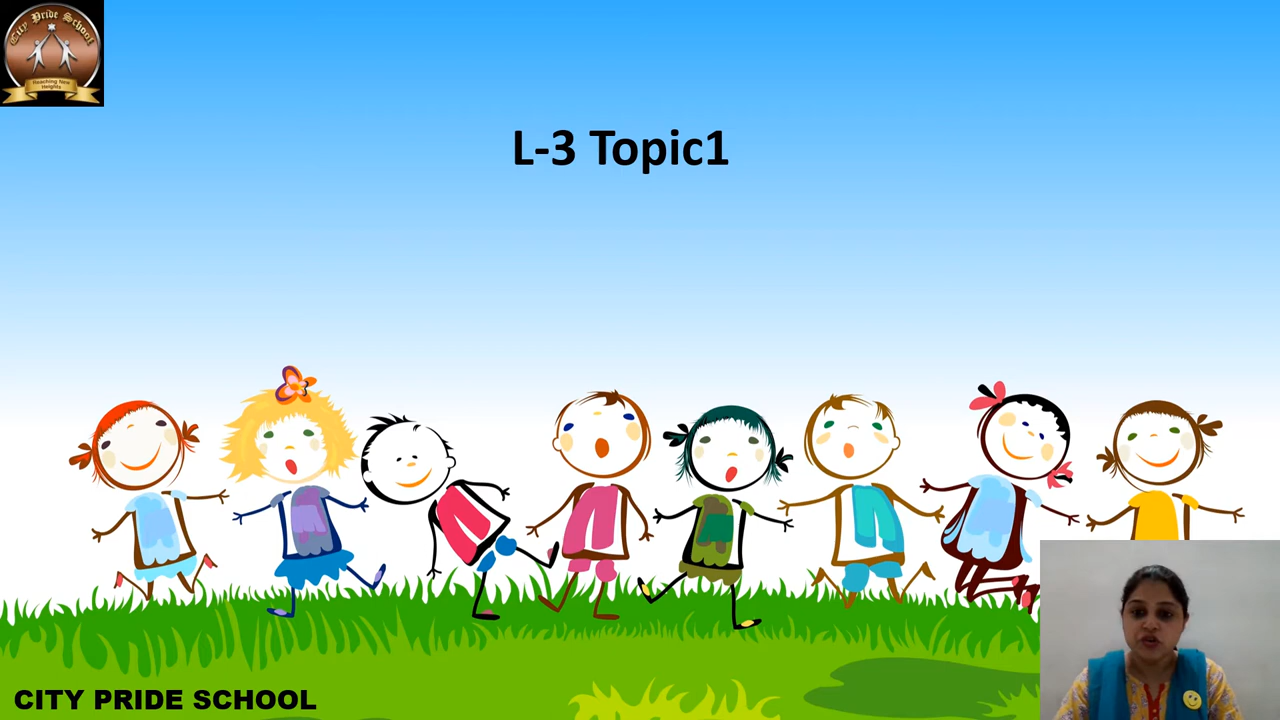 City Pride School
Reaching New
Heights
L-3 Topic1
CITY PRIDE SCHOOL